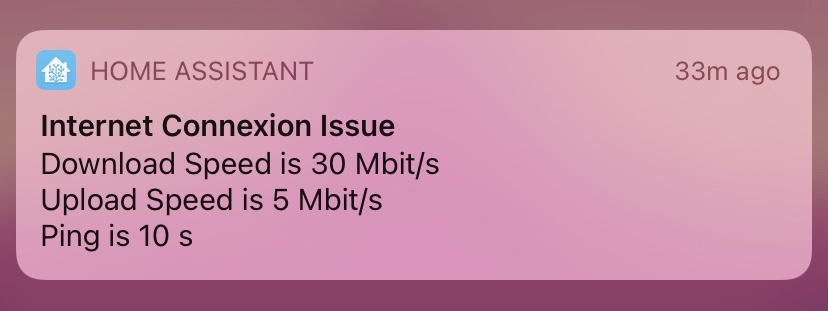 HOME ASSISTANT 33m ago
Internet Connexion Issue
Download Speed is 30 Mbit/s
Upload Speed is 5 Mbit/s
Ping is 10 s